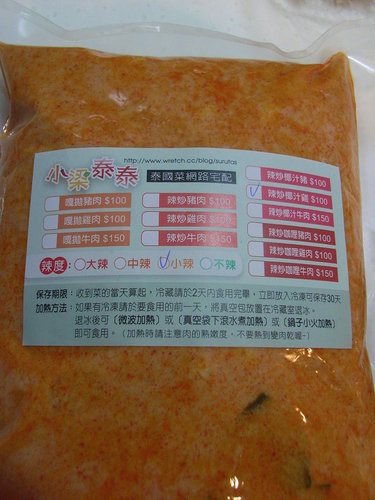 http://www.wretch.cc/blog/surutas
小梁泰泰
泰國菜網路宅配
嘎拋豬肉 $100
嘎拋雞肉 $100
嘎拋牛肉 $150
辣炒豬肉 $100
辣炒雞肉 $100
辣炒牛肉 $150
辣炒椰汁豬 $100
辣炒椰汁雞 $100
辣炒椰汁牛肉 $150
辣炒咖哩豬肉 $100
辣炒咖哩雞肉 $100
辣炒咖哩牛肉 $150
辣度: 大辣 中辣 小辣 不辣
保存期限：收到菜的當天算起，冷藏請於2天內食用完畢，立即放入冷凍可保存30天
加熱方法：如果有冷凍請於要食用的前一天，將真空包放置在冷藏室退冰。
退冰後可〔微波加熱〕或〔真空袋下滾水煮加熱〕或〔鍋子小火加熱〕
即可食用。（加熱時請注意肉的熟嫩度，不要熱到變肉乾喔~）